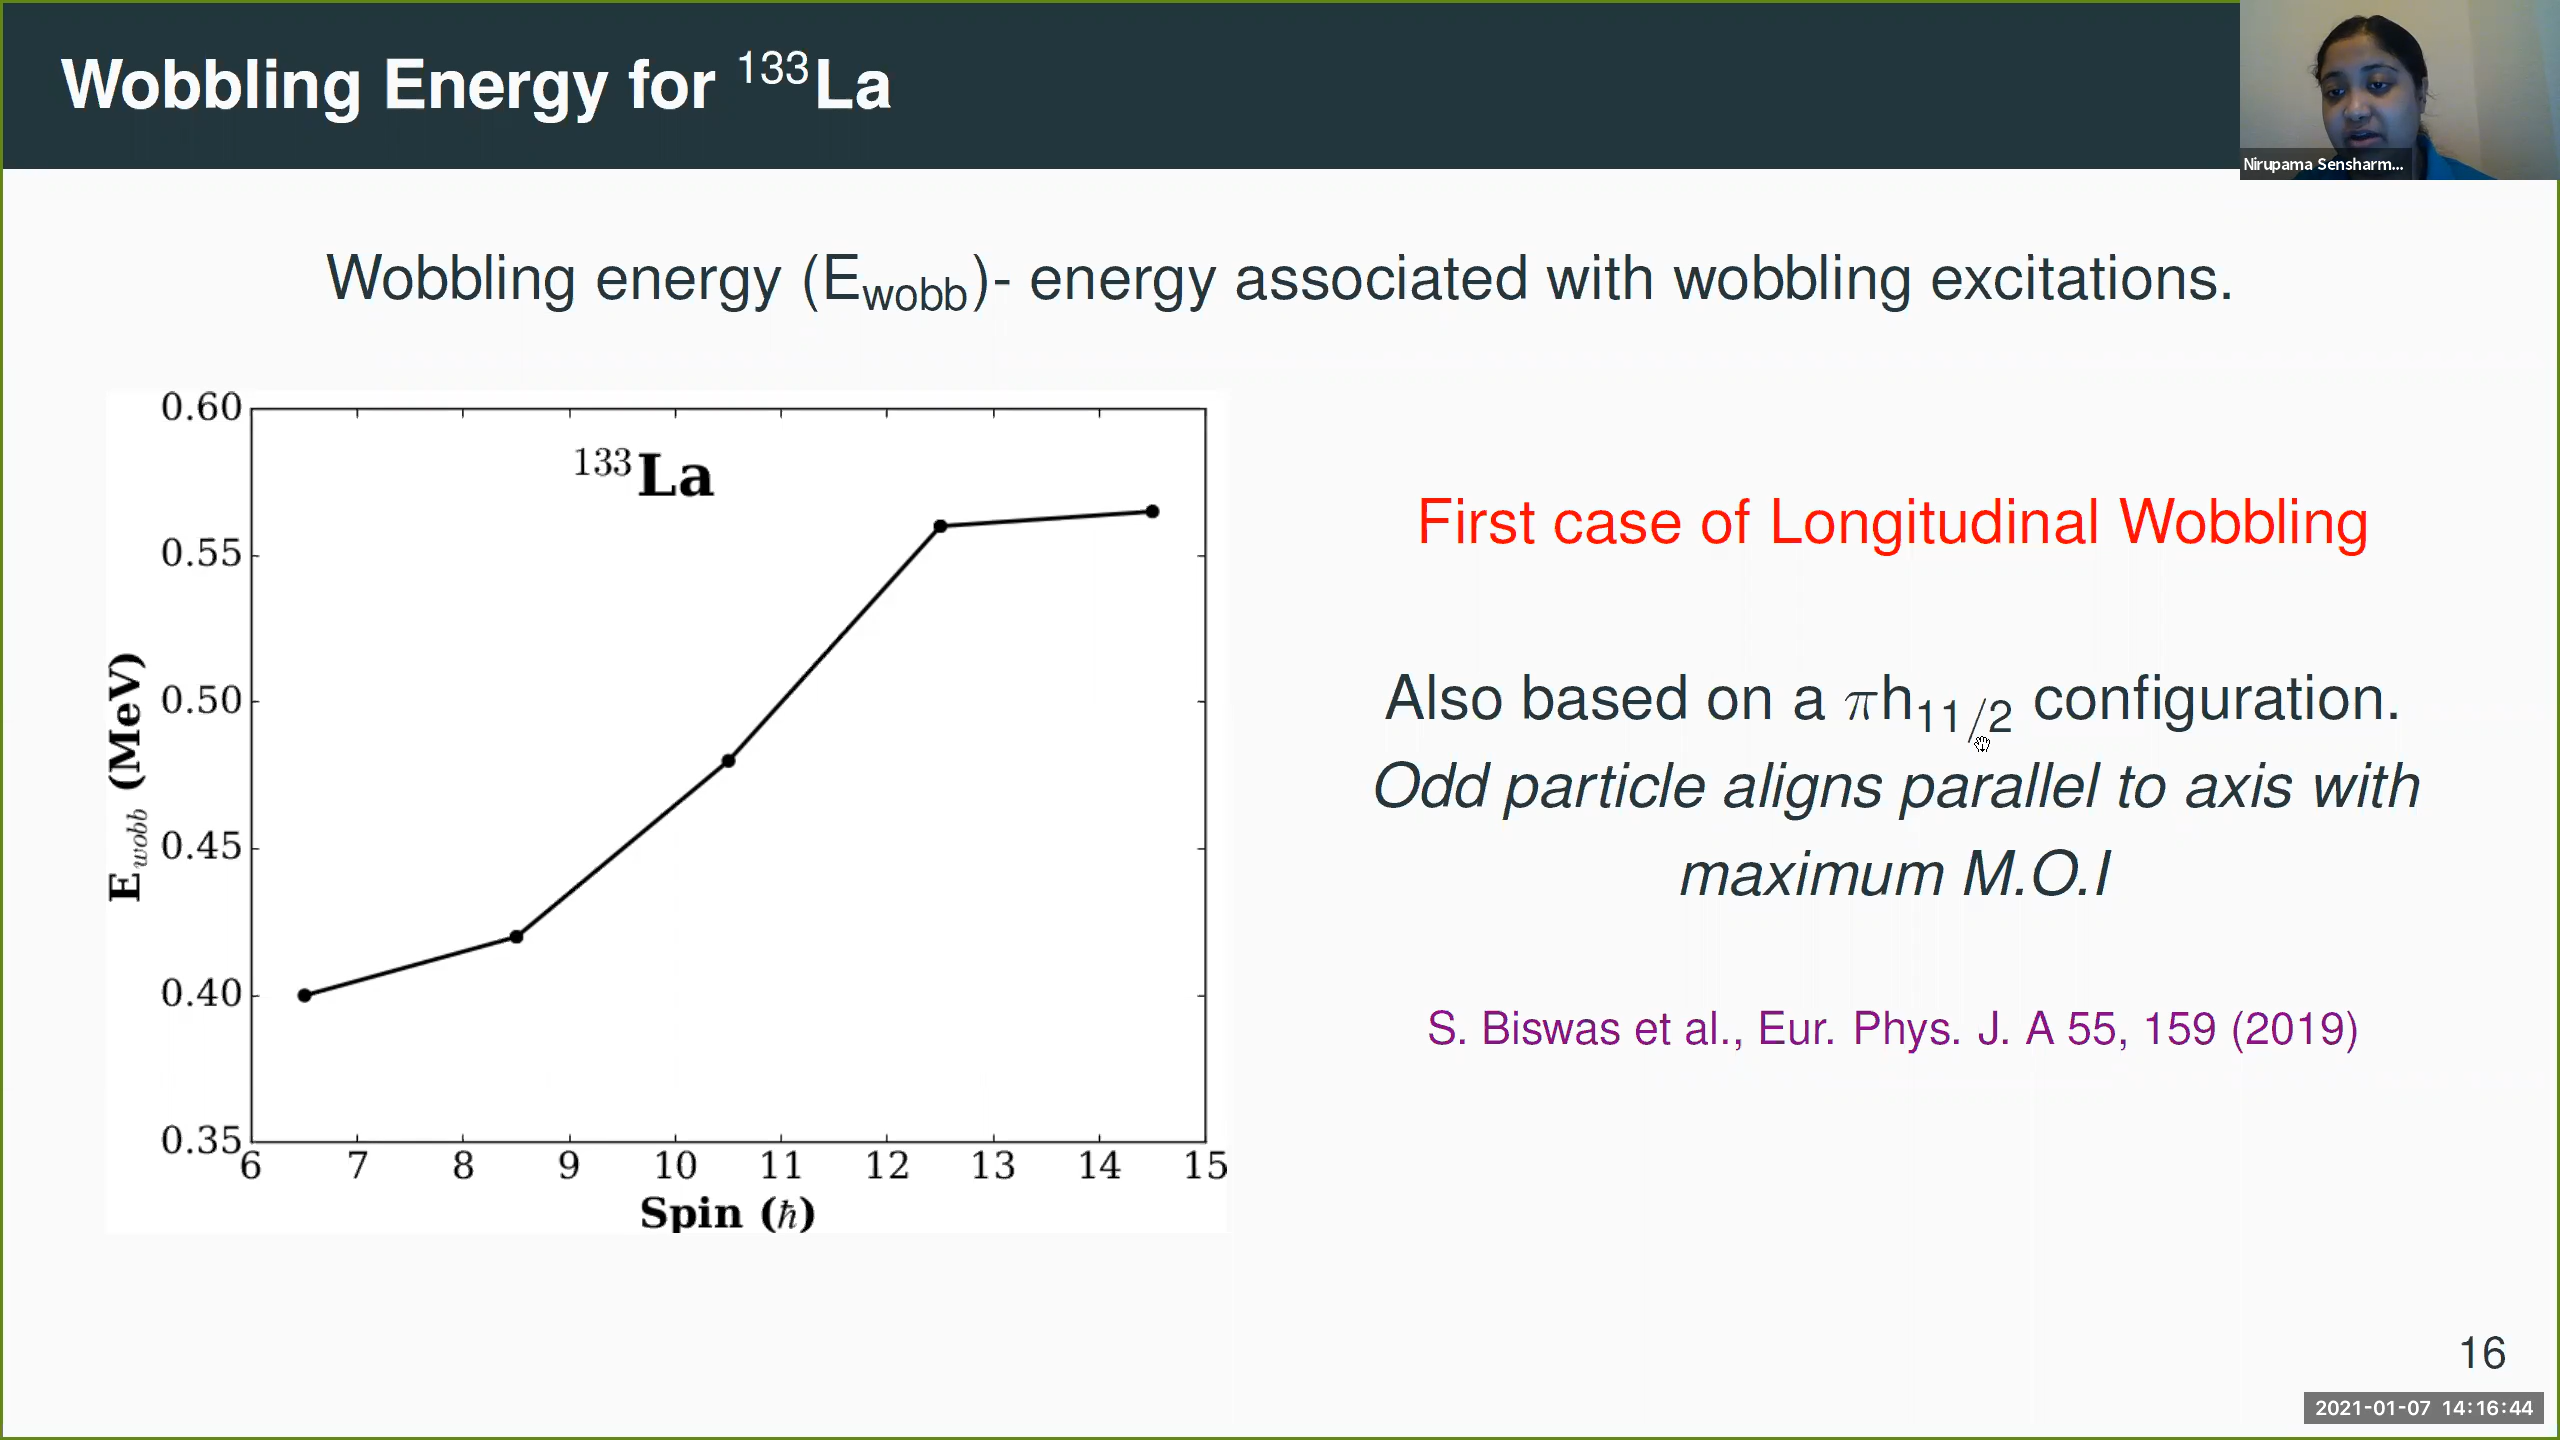 Wobbling Energy for ¹³³La
Nirupama Sensharm...
Wobbling energy (E_wobb)- energy associated with wobbling excitations.
0.60
0.55
0.50
0.45
0.40
0.35
E_wobb (MeV)
¹³³La
6 7 8 9 10 11 12 13 14 15
Spin (ħ)
First case of Longitudinal Wobbling
Also based on a πh₁₁/₂ configuration.
Odd particle aligns parallel to axis with
maximum M.O.I
S. Biswas et al., Eur. Phys. J. A 55, 159 (2019)
16
2021-01-07 14:16:44